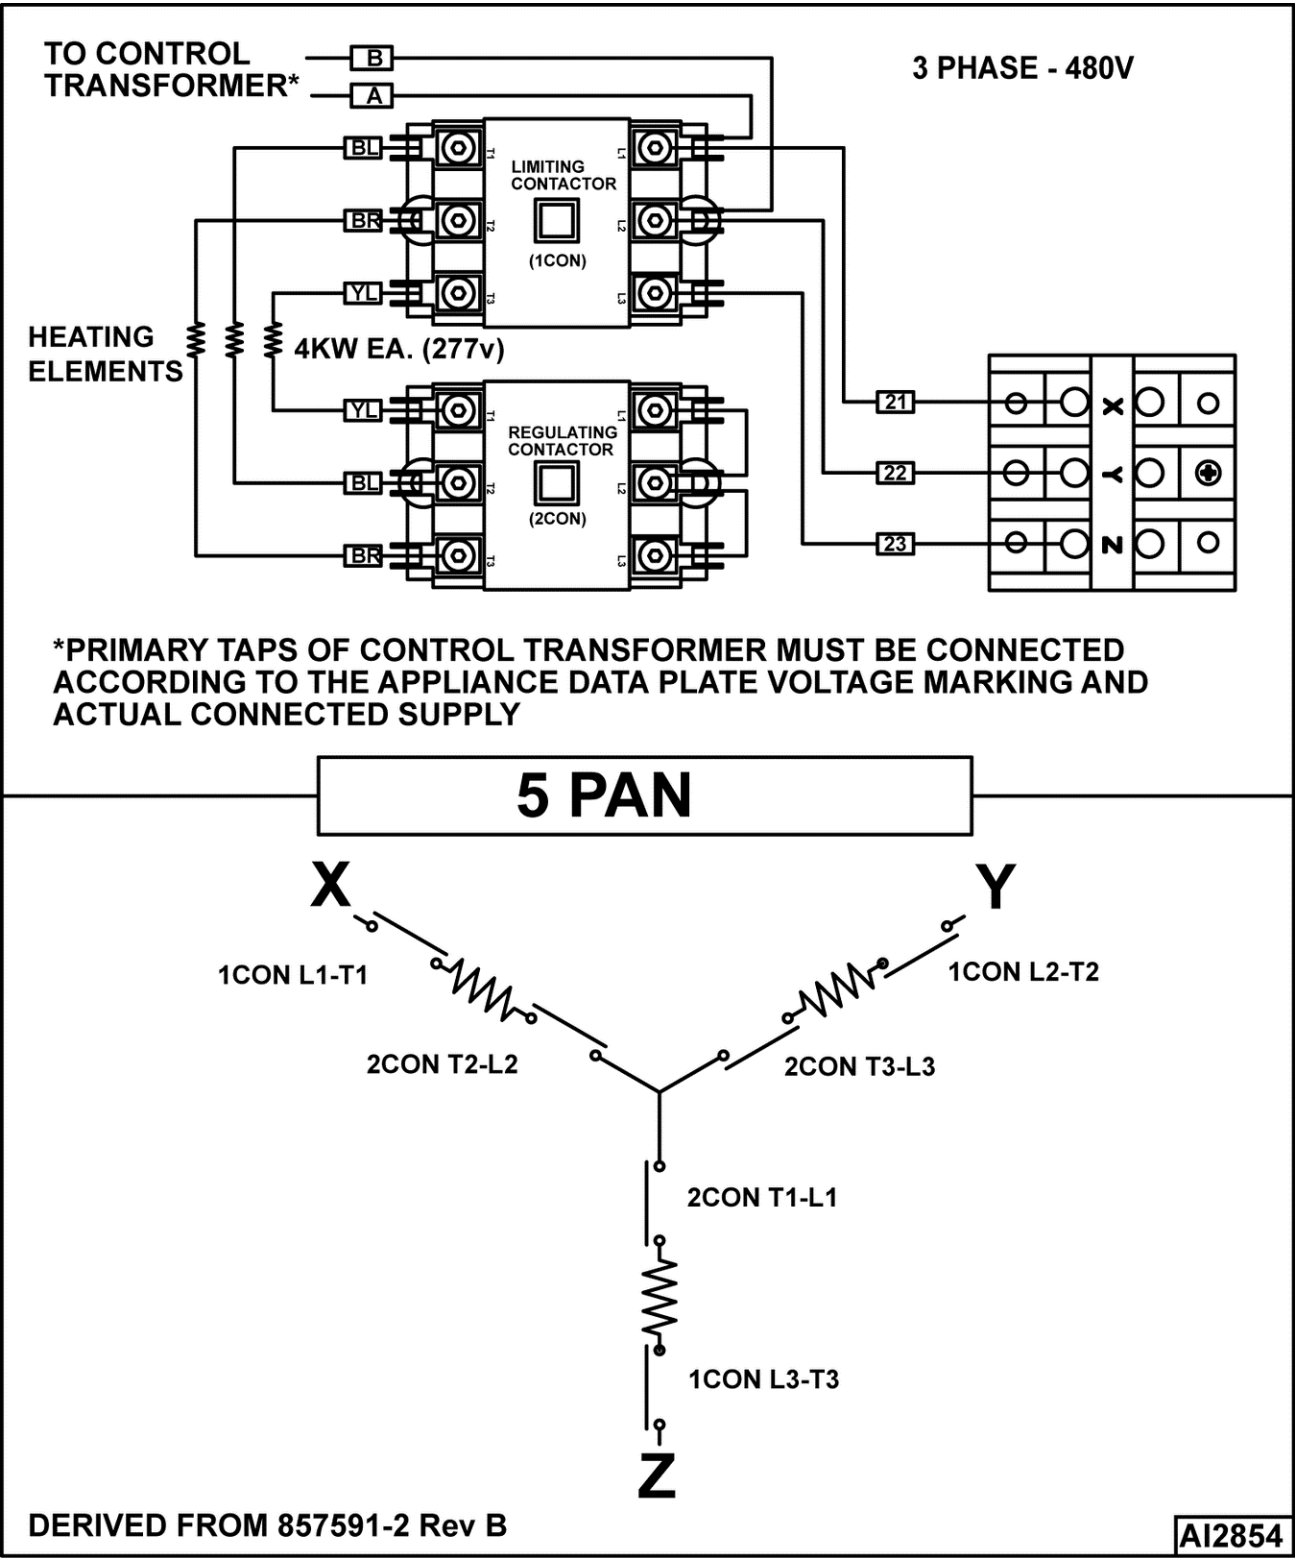 TO CONTROL
TRANSFORMER*
B
A
3 PHASE - 480V
BL
T1
LIMITING
CONTACTOR
L1
BR
T2
L2
(1CON)
YL
T3
L3
HEATING
ELEMENTS
4KW EA. (277v)
YL
T1
REGULATING
CONTACTOR
L1
21
X
BL
T2
L2
22
Y
(2CON)
BR
T3
L3
23
Z
*PRIMARY TAPS OF CONTROL TRANSFORMER MUST BE CONNECTED
ACCORDING TO THE APPLIANCE DATA PLATE VOLTAGE MARKING AND
ACTUAL CONNECTED SUPPLY
5 PAN
X
Y
1CON L1-T1
1CON L2-T2
2CON T2-L2
2CON T3-L3
2CON T1-L1
1CON L3-T3
Z
DERIVED FROM 857591-2 Rev B
AI2854